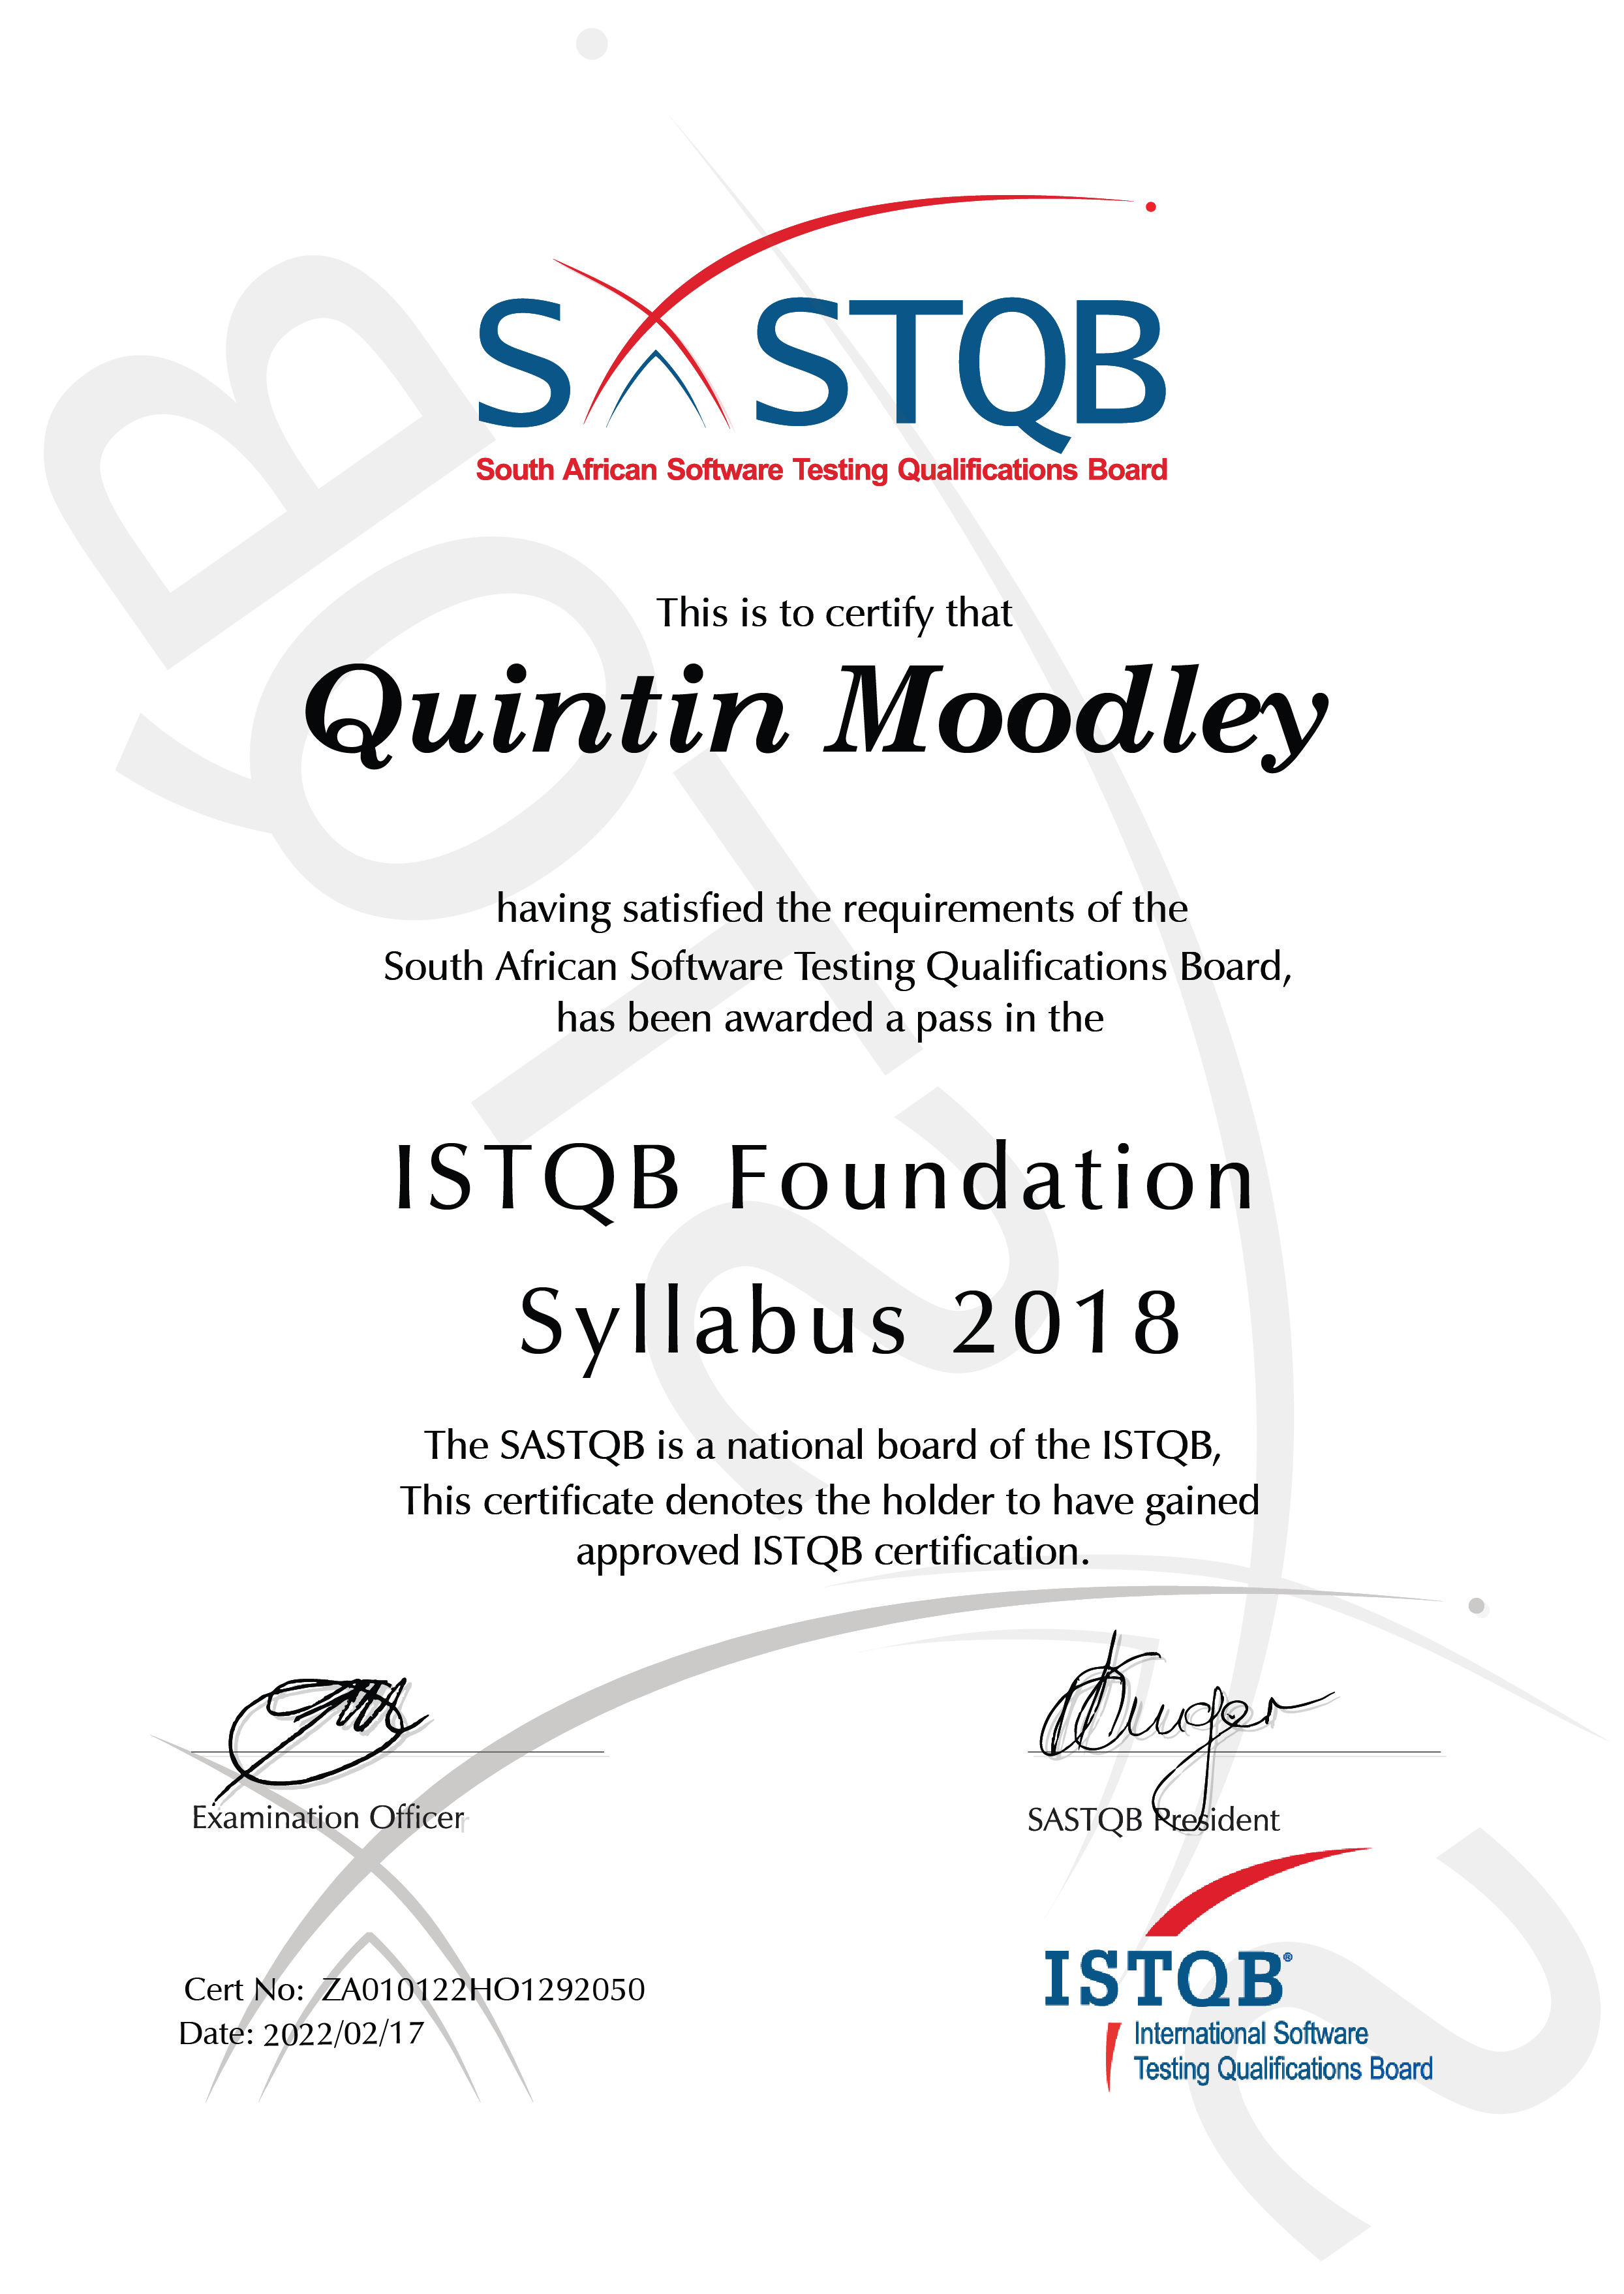 SASTQB
South African Software Testing Qualifications Board
This is to certify that
Quintin Moodley
having satisfied the requirements of the
South African Software Testing Qualifications Board,
has been awarded a pass in the
ISTQB Foundation
Syllabus 2018
The SASTQB is a national board of the ISTQB,
This certificate denotes the holder to have gained
approved ISTQB certification.
Examination Officer
SASTQB President
Cert No: ZA010122HO1292050
Date: 2022/02/17
ISTQB®
International Software
Testing Qualifications Board